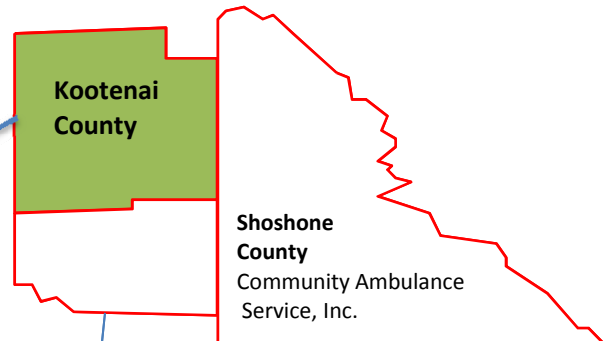 Kootenai
County
Shoshone
County
Community Ambulance
Service, Inc.